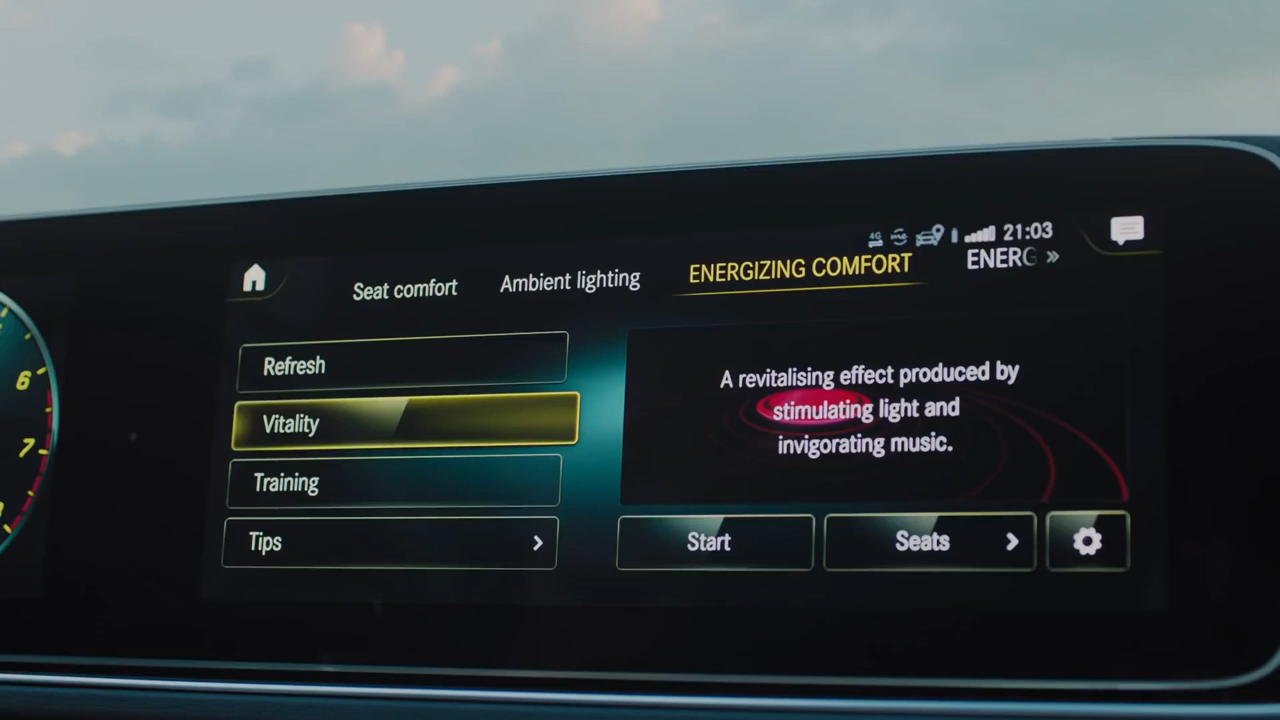 4G 21:03
Seat comfort Ambient lighting ENERGIZING COMFORT ENERG »
Refresh
Vitality
Training
Tips
A revitalising effect produced by
stimulating light and
invigorating music.
Start Seats
6
7